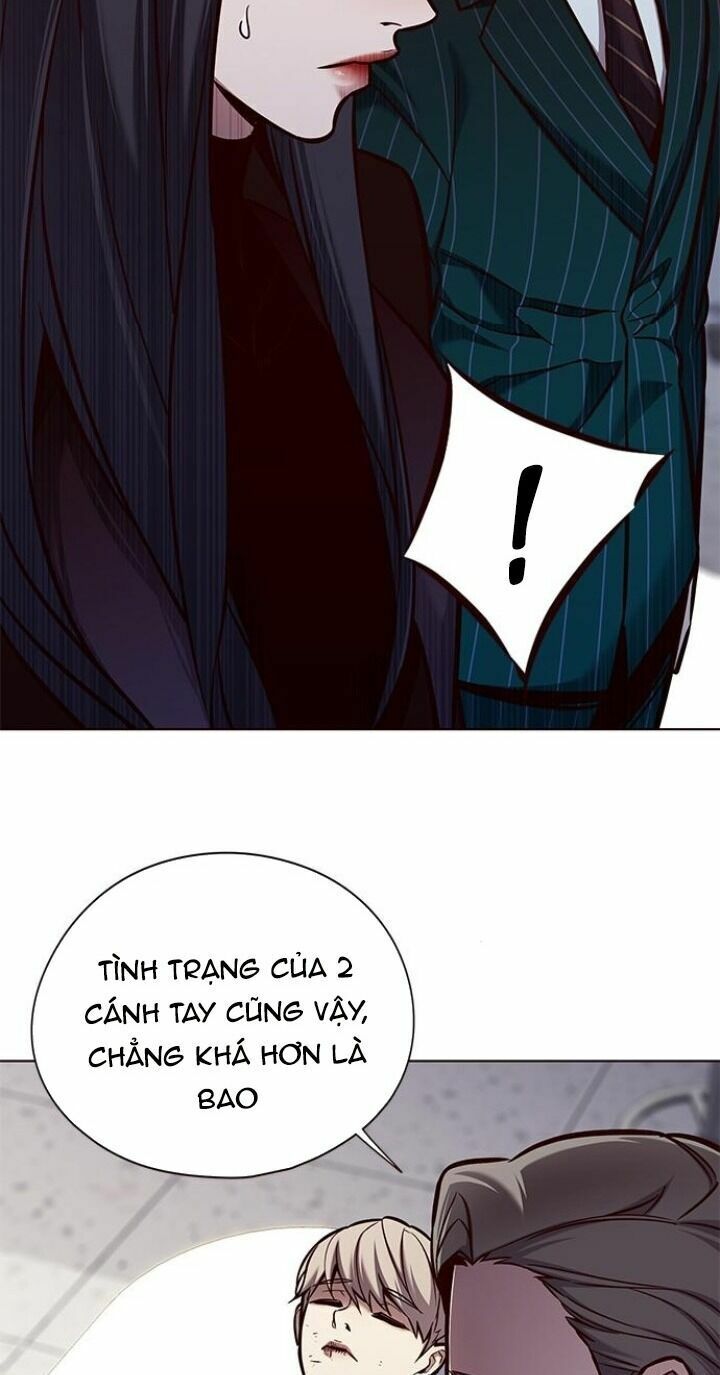 !
TÌNH TRẠNG CỦA 2
CÁNH TAY CŨNG VẬY,
CHẲNG KHÁ HƠN LÀ
BAO